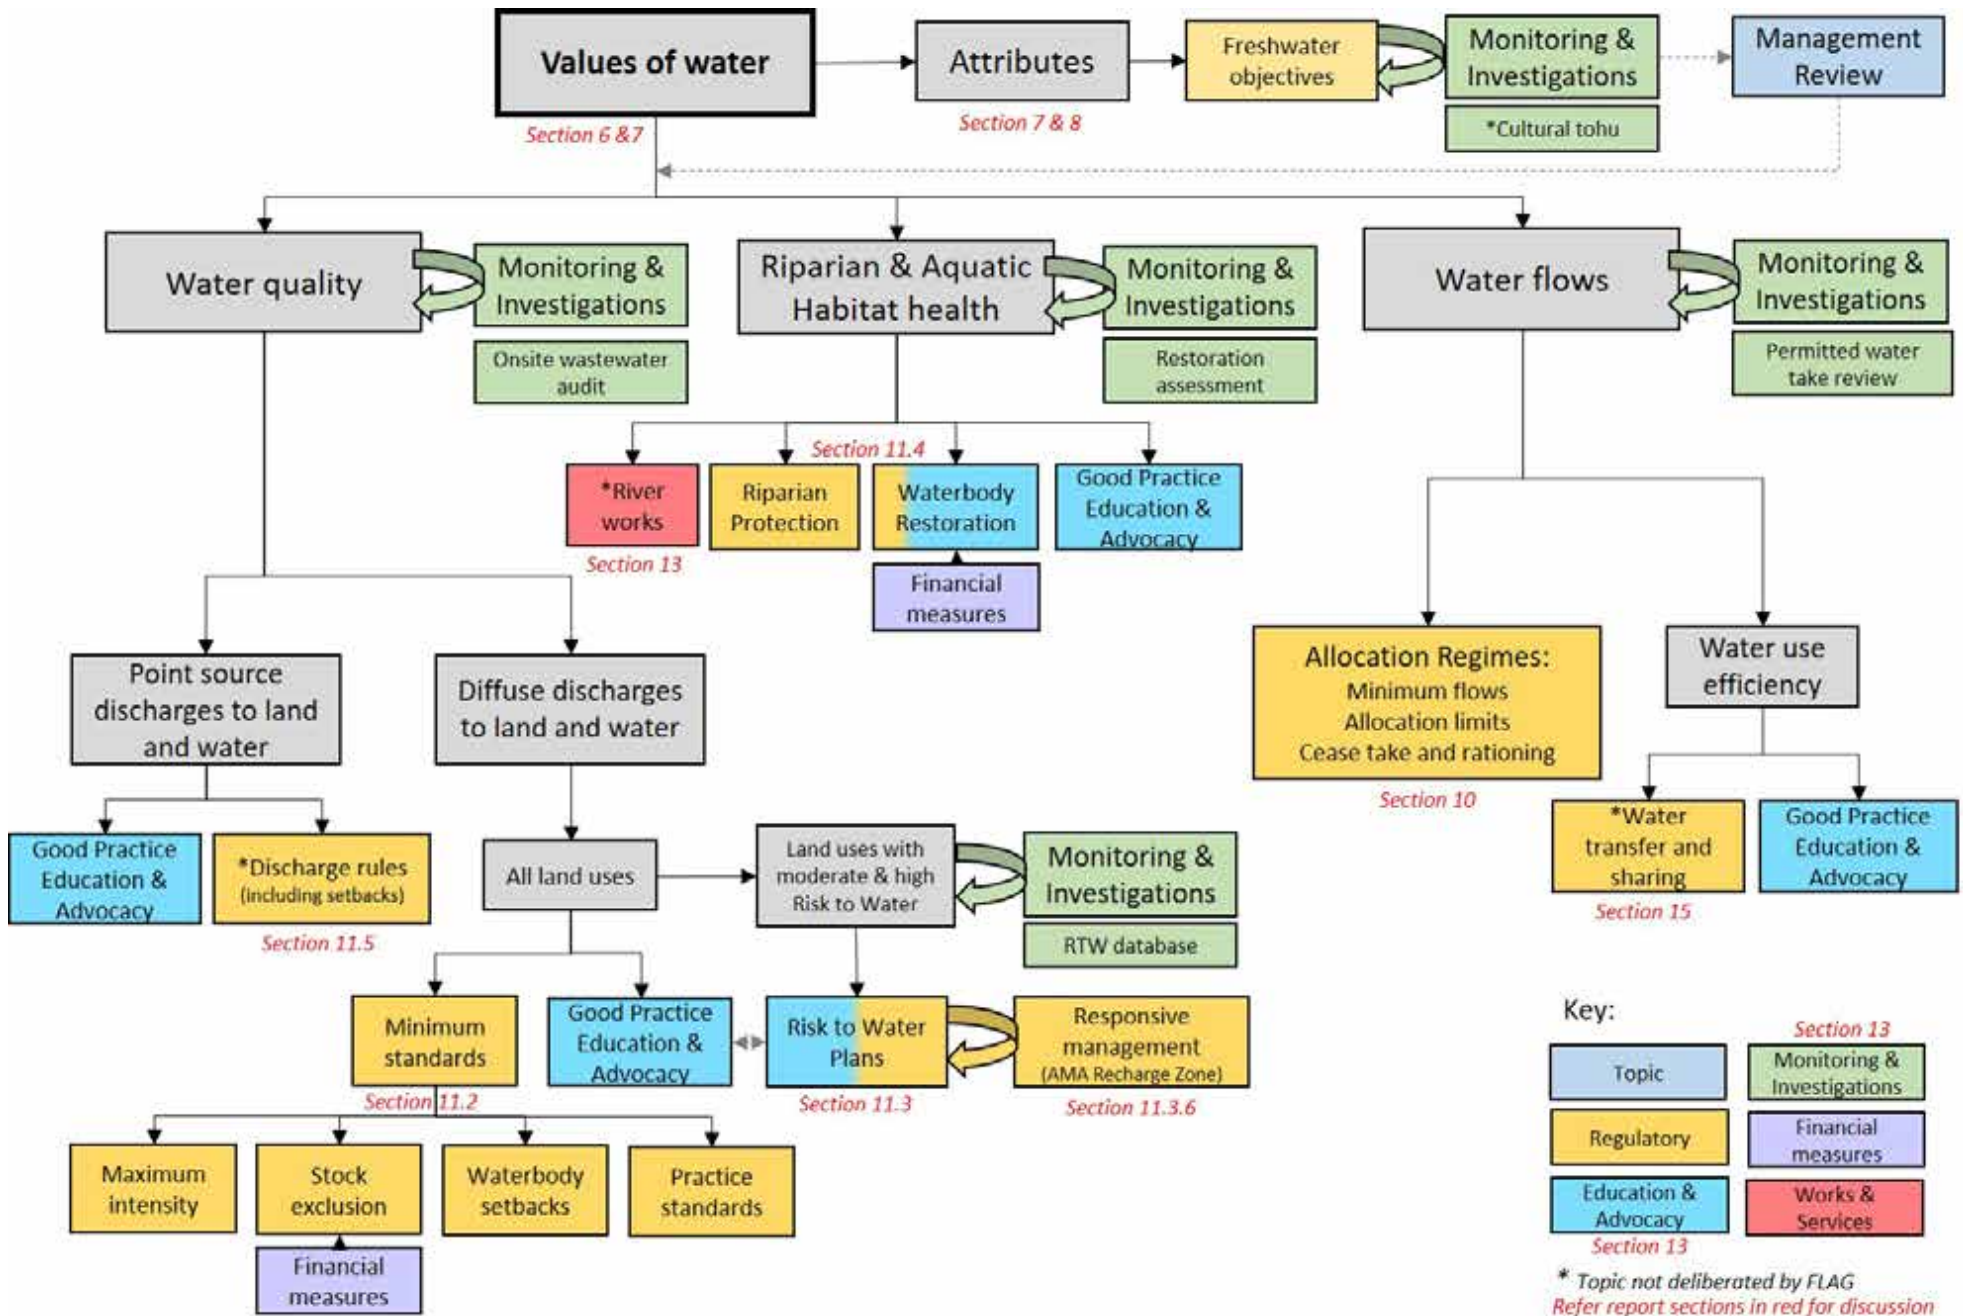 Values of water
Section 6 &7
Attributes
Section 7 & 8
Freshwater
objectives
Monitoring &
Investigations
*Cultural tohu
Management
Review
Water quality
Monitoring &
Investigations
Onsite wastewater
audit
Riparian & Aquatic
Habitat health
Monitoring &
Investigations
Restoration
assessment
Water flows
Monitoring &
Investigations
Permitted water
take review
Section 11.4
*River
works
Section 13
Riparian
Protection
Waterbody
Restoration
Financial
measures
Good Practice
Education &
Advocacy
Point source
discharges to land
and water
Diffuse discharges
to land and water
Allocation Regimes:
Minimum flows
Allocation limits
Cease take and rationing
Section 10
Water use
efficiency
*Water
transfer and
sharing
Section 15
Good Practice
Education &
Advocacy
Good Practice
Education &
Advocacy
*Discharge rules
(including setbacks)
Section 11.5
All land uses
Land uses with
moderate & high
Risk to Water
Monitoring &
Investigations
RTW database
Minimum
standards
Section 11.2
Good Practice
Education &
Advocacy
Risk to Water
Plans
Section 11.3
Responsive
management
(AMA Recharge Zone)
Section 11.3.6
Maximum
intensity
Stock
exclusion
Waterbody
setbacks
Practice
standards
Financial
measures
Key:
Section 13
Topic
Monitoring &
Investigations
Regulatory
Financial
measures
Education &
Advocacy
Works &
Services
Section 13
* Topic not deliberated by FLAG
Refer report sections in red for discussion